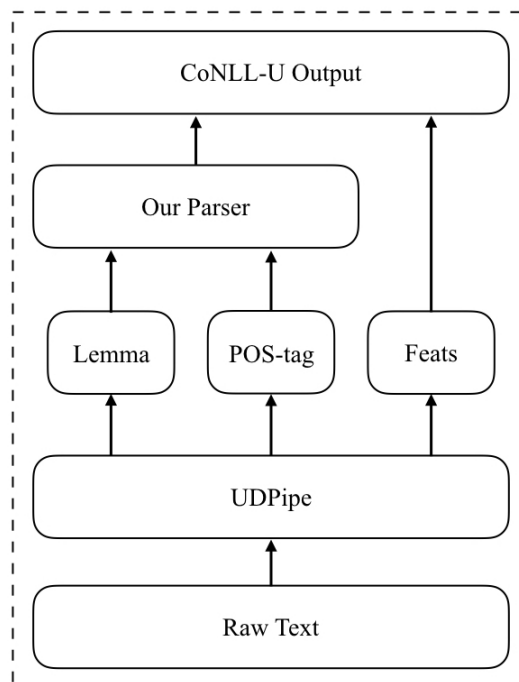 CoNLL-U Output
Our Parser
Lemma
POS-tag
Feats
UDPipe
Raw Text